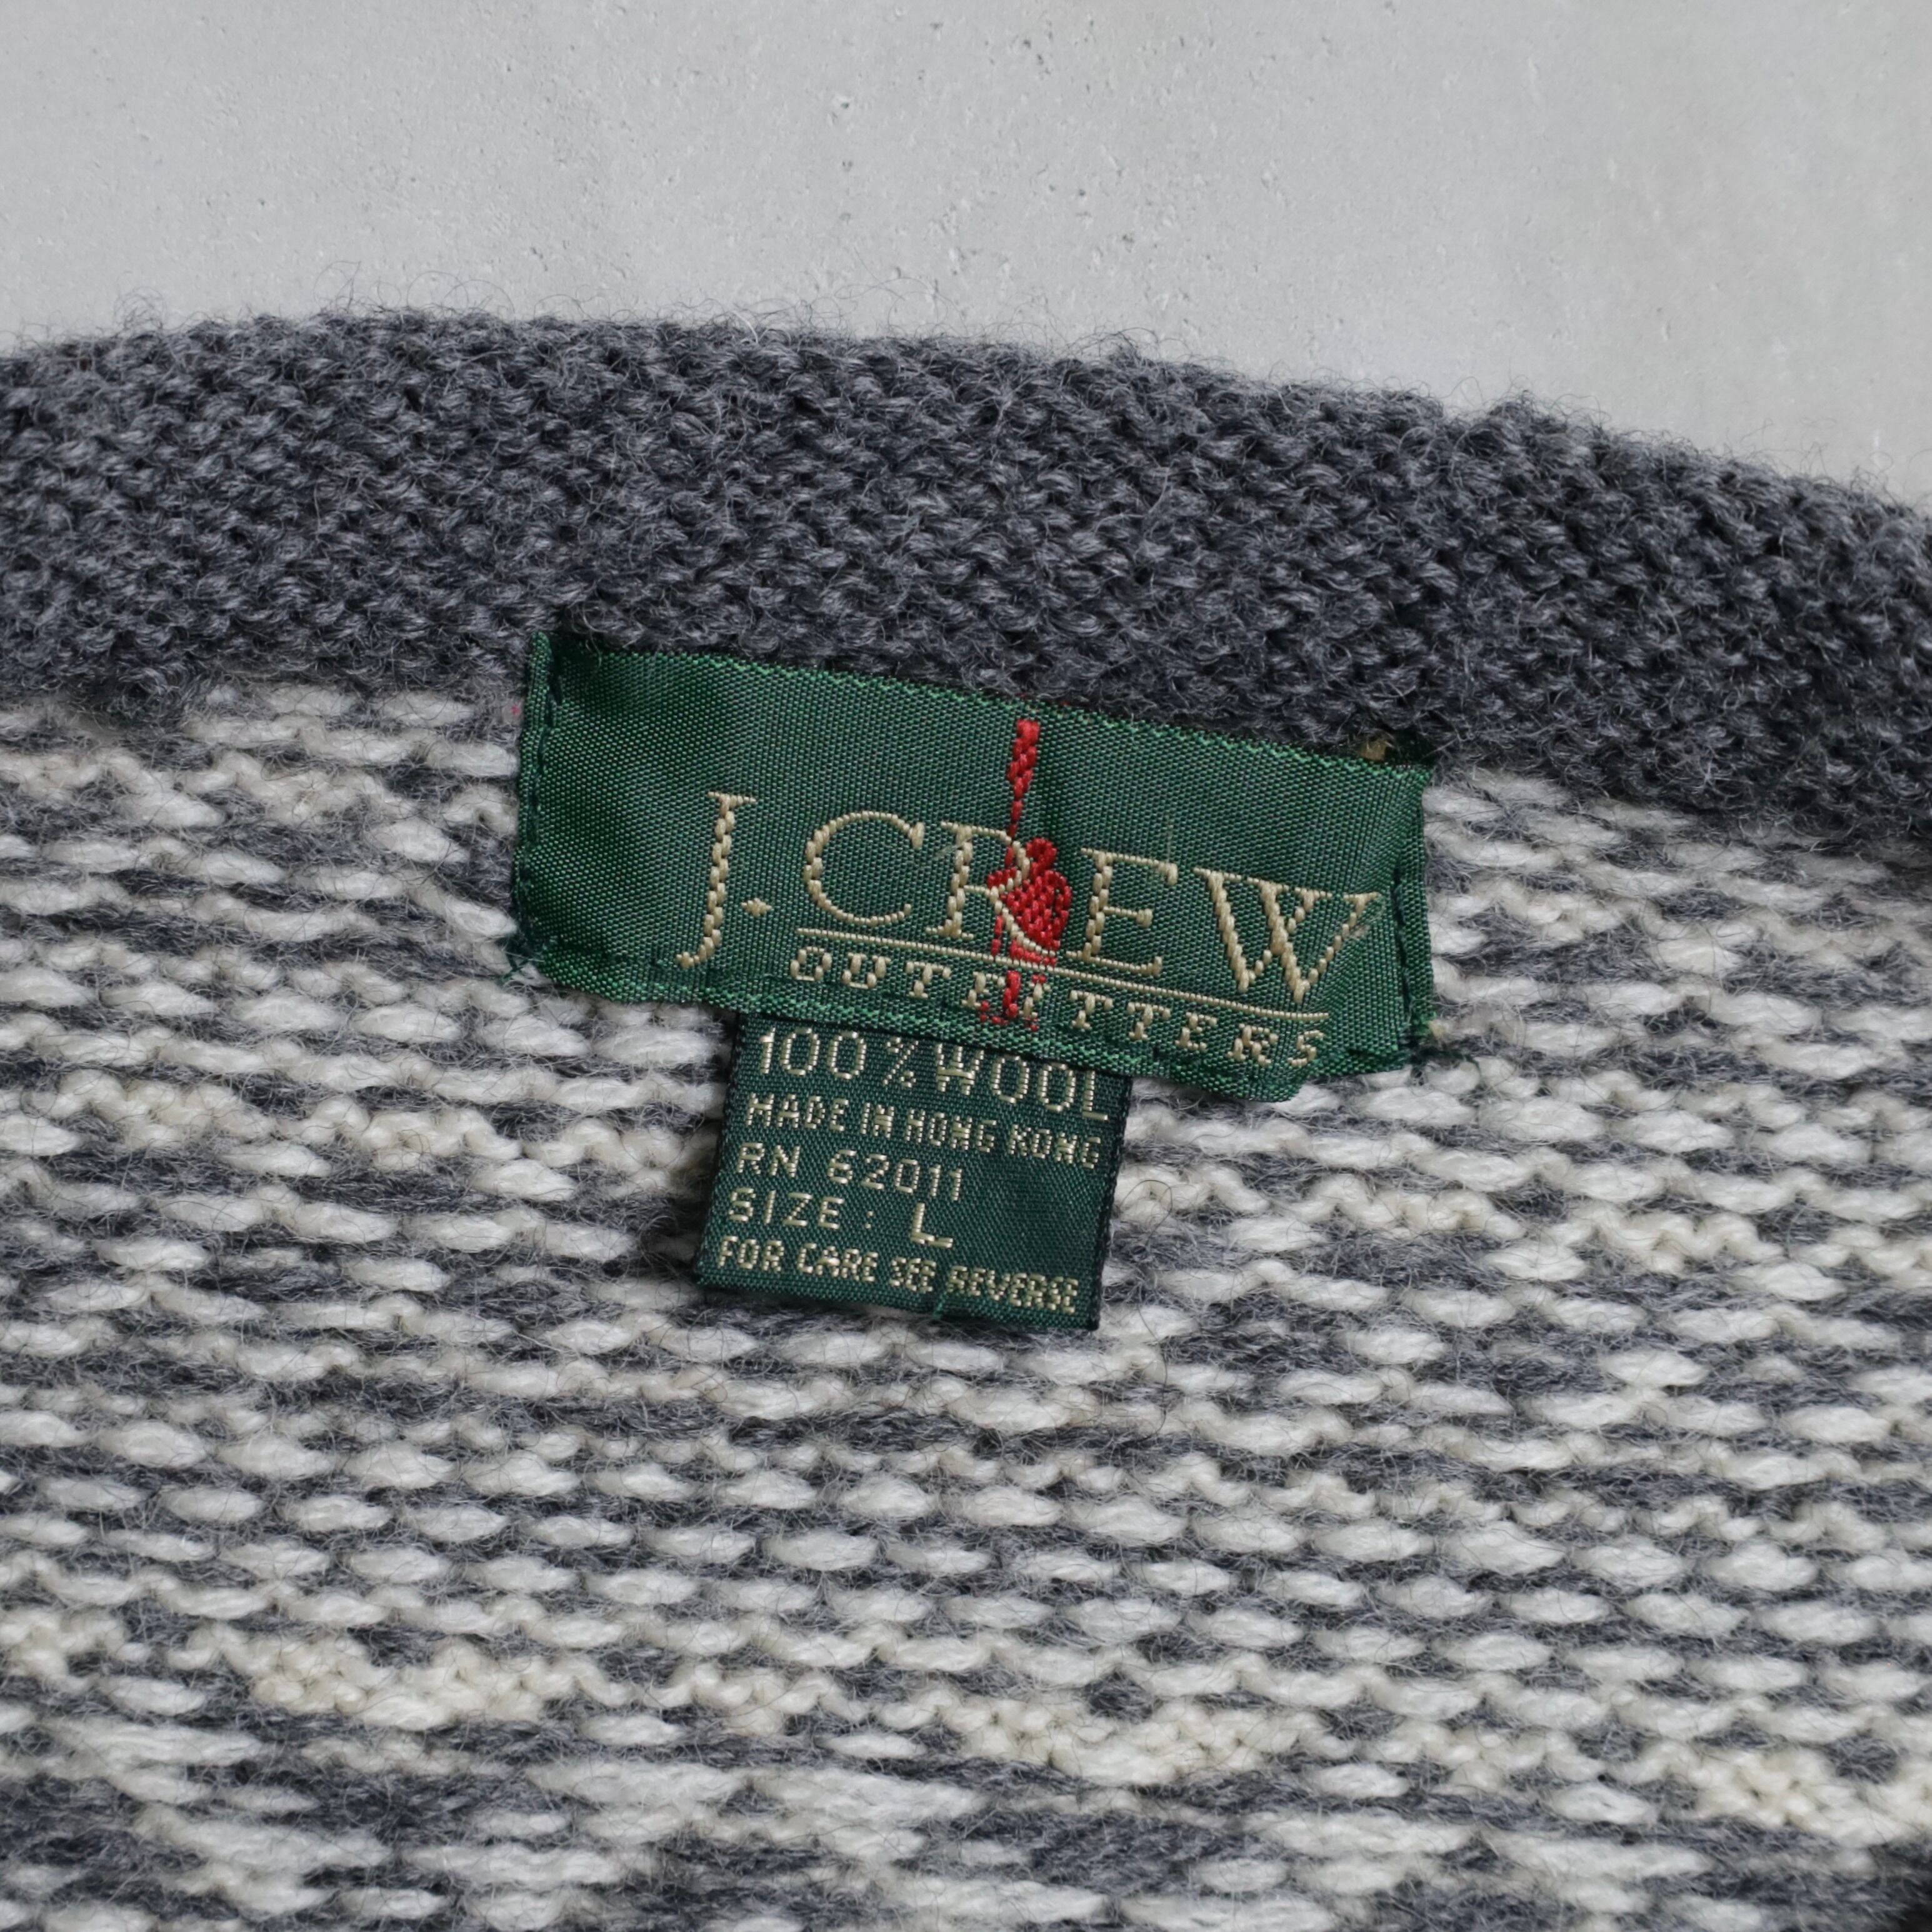 J.CREW
OUTFITTERS
100% WOOL
MADE IN HONG KONG
RN 62011
SIZE: L
FOR CARE SEE REVERSE